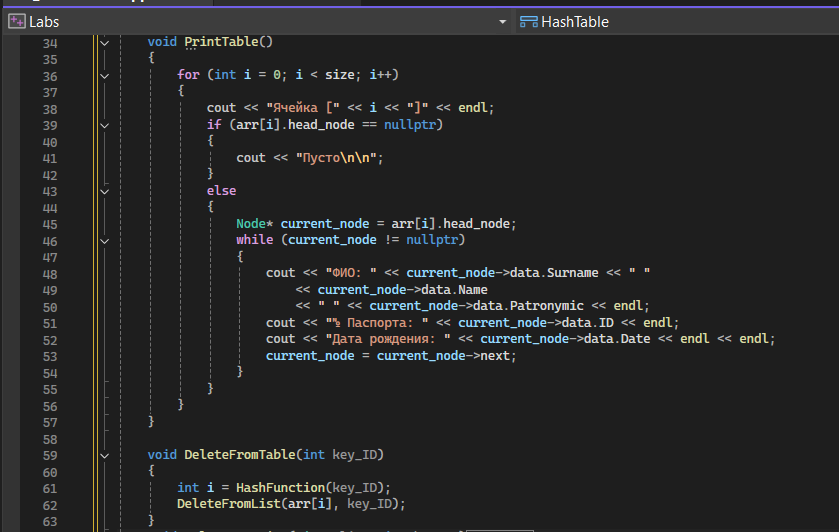 Labs HashTable
34 void PrintTable()
35 {
36 for (int i = 0; i < size; i++)
37 {
38 cout << "Ячейка [" << i << "]" << endl;
39 if (arr[i].head_node == nullptr)
40 {
41 cout << "Пусто\n\n";
42 }
43 else
44 {
45 Node* current_node = arr[i].head_node;
46 while (current_node != nullptr)
47 {
48 cout << "ФИО: " << current_node->data.Surname << " "
49 << current_node->data.Name
50 << " " << current_node->data.Patronymic << endl;
51 cout << "№ Паспорта: " << current_node->data.ID << endl;
52 cout << "Дата рождения: " << current_node->data.Date << endl << endl;
53 current_node = current_node->next;
54 }
55 }
56 }
57 }
58
59 void DeleteFromTable(int key_ID)
60 {
61 int i = HashFunction(key_ID);
62 DeleteFromList(arr[i], key_ID);
63 }